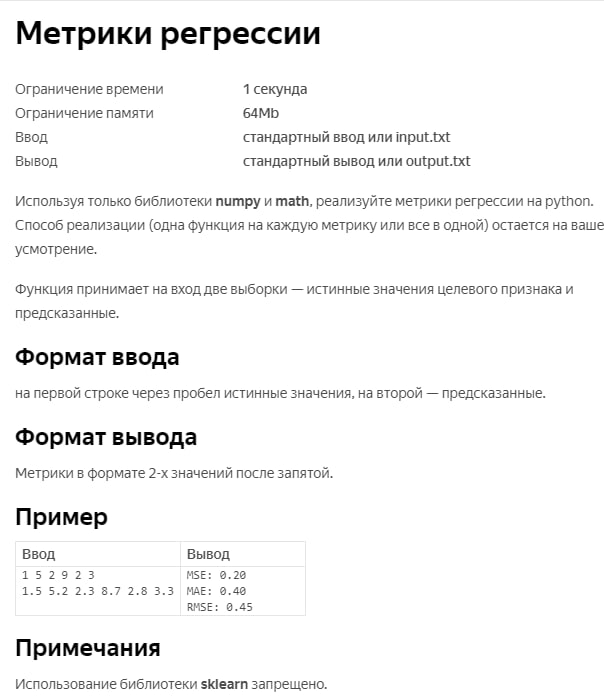 Метрики регрессии
Ограничение времени 1 секунда
Ограничение памяти 64Mb
Ввод стандартный ввод или input.txt
Вывод стандартный вывод или output.txt
Используя только библиотеки numpy и math, реализуйте метрики регрессии на python.
Способ реализации (одна функция на каждую метрику или все в одной) остается на ваше
усмотрение.
Функция принимает на вход две выборки — истинные значения целевого признака и
предсказанные.
Формат ввода
на первой строке через пробел истинные значения, на второй — предсказанные.
Формат вывода
Метрики в формате 2-х значений после запятой.
Пример
Ввод Вывод
1 5 2 9 2 3 MSE: 0.20
1.5 5.2 2.3 8.7 2.8 3.3 MAE: 0.40
RMSE: 0.45
Примечания
Использование библиотеки sklearn запрещено.